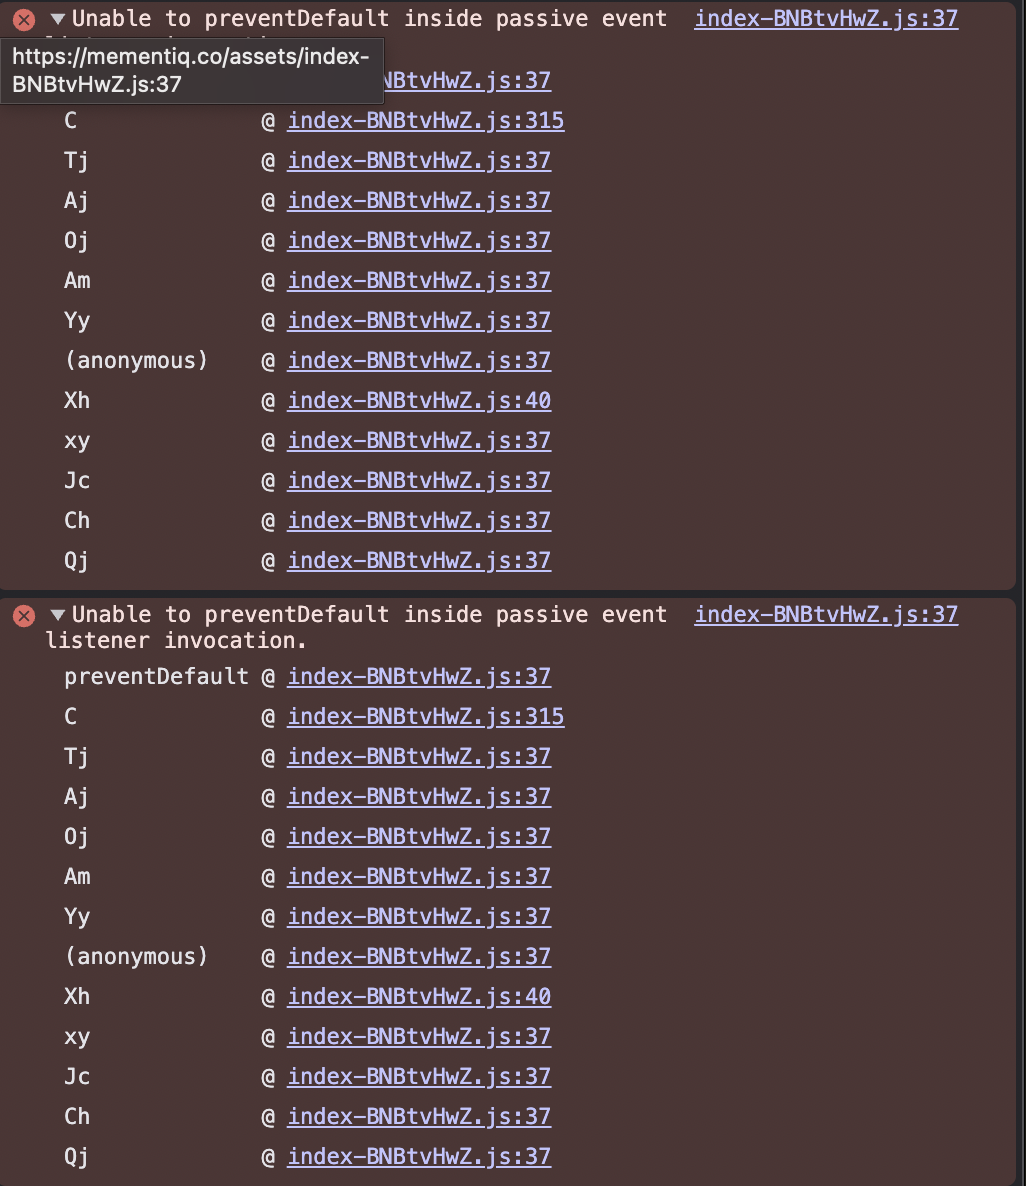 Unable to preventDefault inside passive event index-BNBtvHwZ.js:37
https://mementiq.co/assets/index-
BNBtvHwZ.js:37
BNBtvHwZ.js:37
C @ index-BNBtvHwZ.js:315
Tj @ index-BNBtvHwZ.js:37
Aj @ index-BNBtvHwZ.js:37
Oj @ index-BNBtvHwZ.js:37
Am @ index-BNBtvHwZ.js:37
Yy @ index-BNBtvHwZ.js:37
(anonymous) @ index-BNBtvHwZ.js:37
Xh @ index-BNBtvHwZ.js:40
xy @ index-BNBtvHwZ.js:37
Jc @ index-BNBtvHwZ.js:37
Ch @ index-BNBtvHwZ.js:37
Qj @ index-BNBtvHwZ.js:37
Unable to preventDefault inside passive event index-BNBtvHwZ.js:37
listener invocation.
preventDefault @ index-BNBtvHwZ.js:37
C @ index-BNBtvHwZ.js:315
Tj @ index-BNBtvHwZ.js:37
Aj @ index-BNBtvHwZ.js:37
Oj @ index-BNBtvHwZ.js:37
Am @ index-BNBtvHwZ.js:37
Yy @ index-BNBtvHwZ.js:37
(anonymous) @ index-BNBtvHwZ.js:37
Xh @ index-BNBtvHwZ.js:40
xy @ index-BNBtvHwZ.js:37
Jc @ index-BNBtvHwZ.js:37
Ch @ index-BNBtvHwZ.js:37
Qj @ index-BNBtvHwZ.js:37